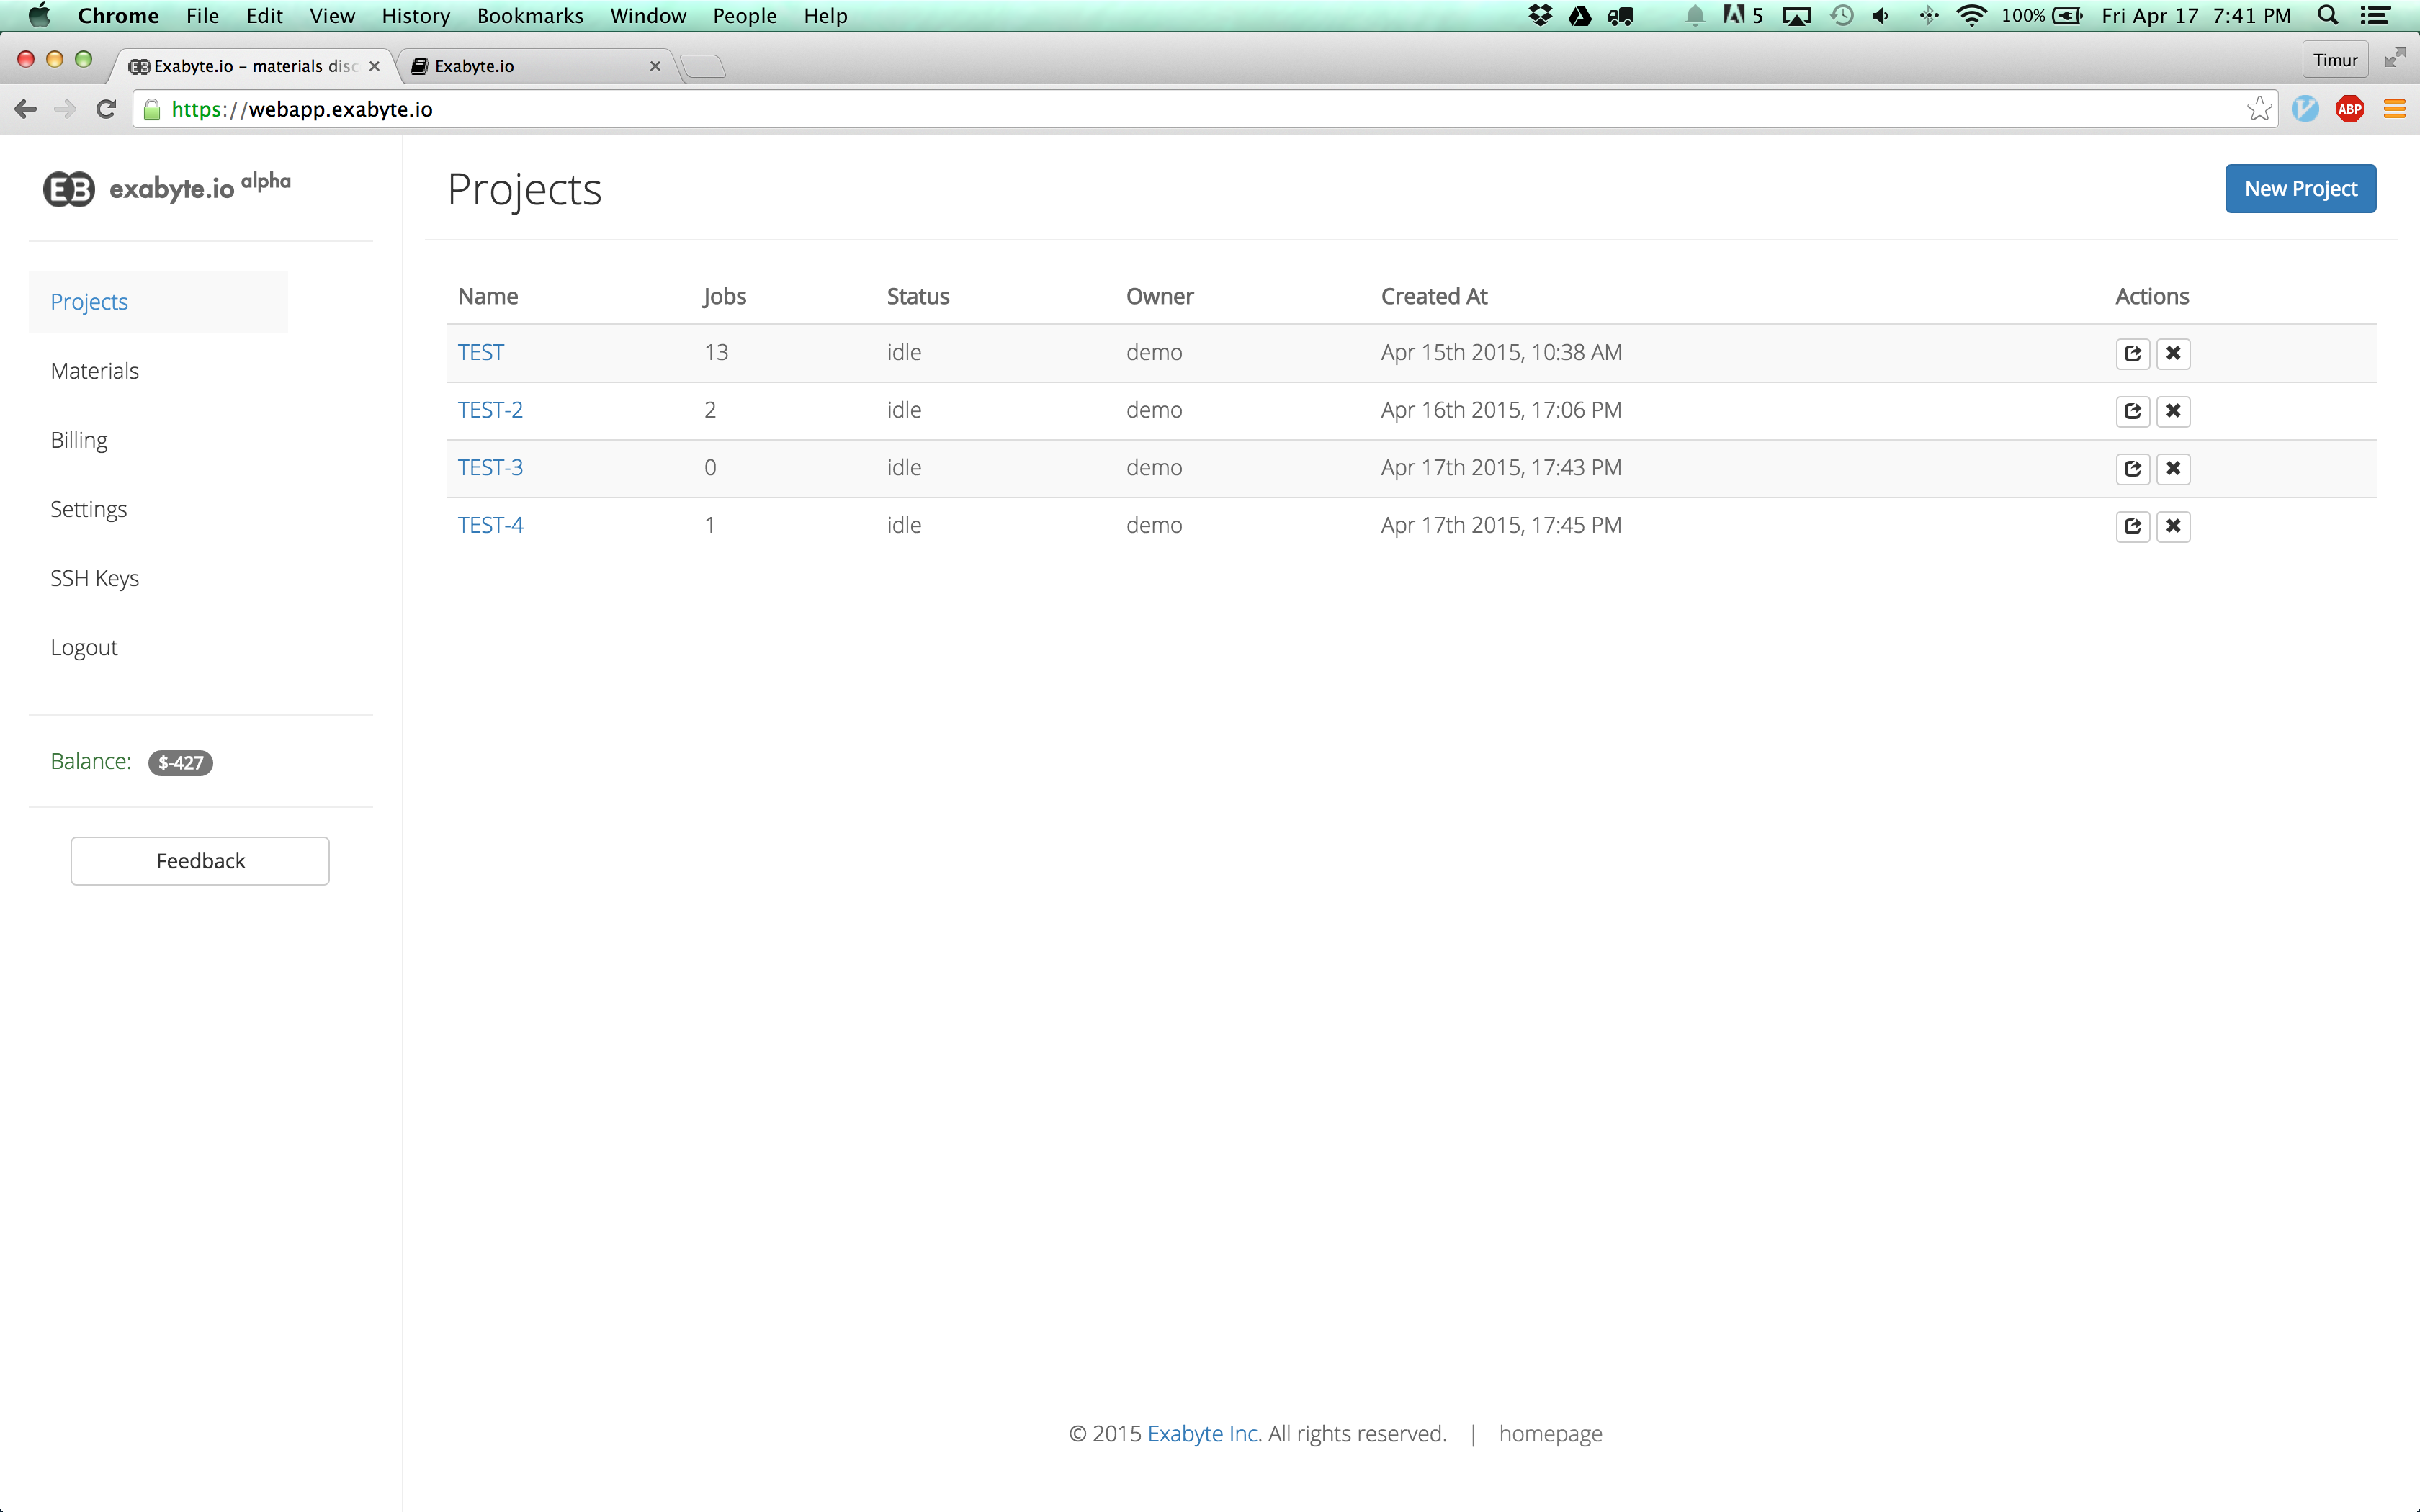 Chrome File Edit View History Bookmarks Window People Help 5 100% Fri Apr 17 7:41 PM
Exabyte.io – materials disc Exabyte.io Timur
https://webapp.exabyte.io ABP
EB exabyte.io alpha
Projects
Materials
Billing
Settings
SSH Keys
Logout
Balance: $-427
Feedback
Projects New Project
Name Jobs Status Owner Created At Actions
TEST 13 idle demo Apr 15th 2015, 10:38 AM
TEST-2 2 idle demo Apr 16th 2015, 17:06 PM
TEST-3 0 idle demo Apr 17th 2015, 17:43 PM
TEST-4 1 idle demo Apr 17th 2015, 17:45 PM
© 2015 Exabyte Inc. All rights reserved. | homepage